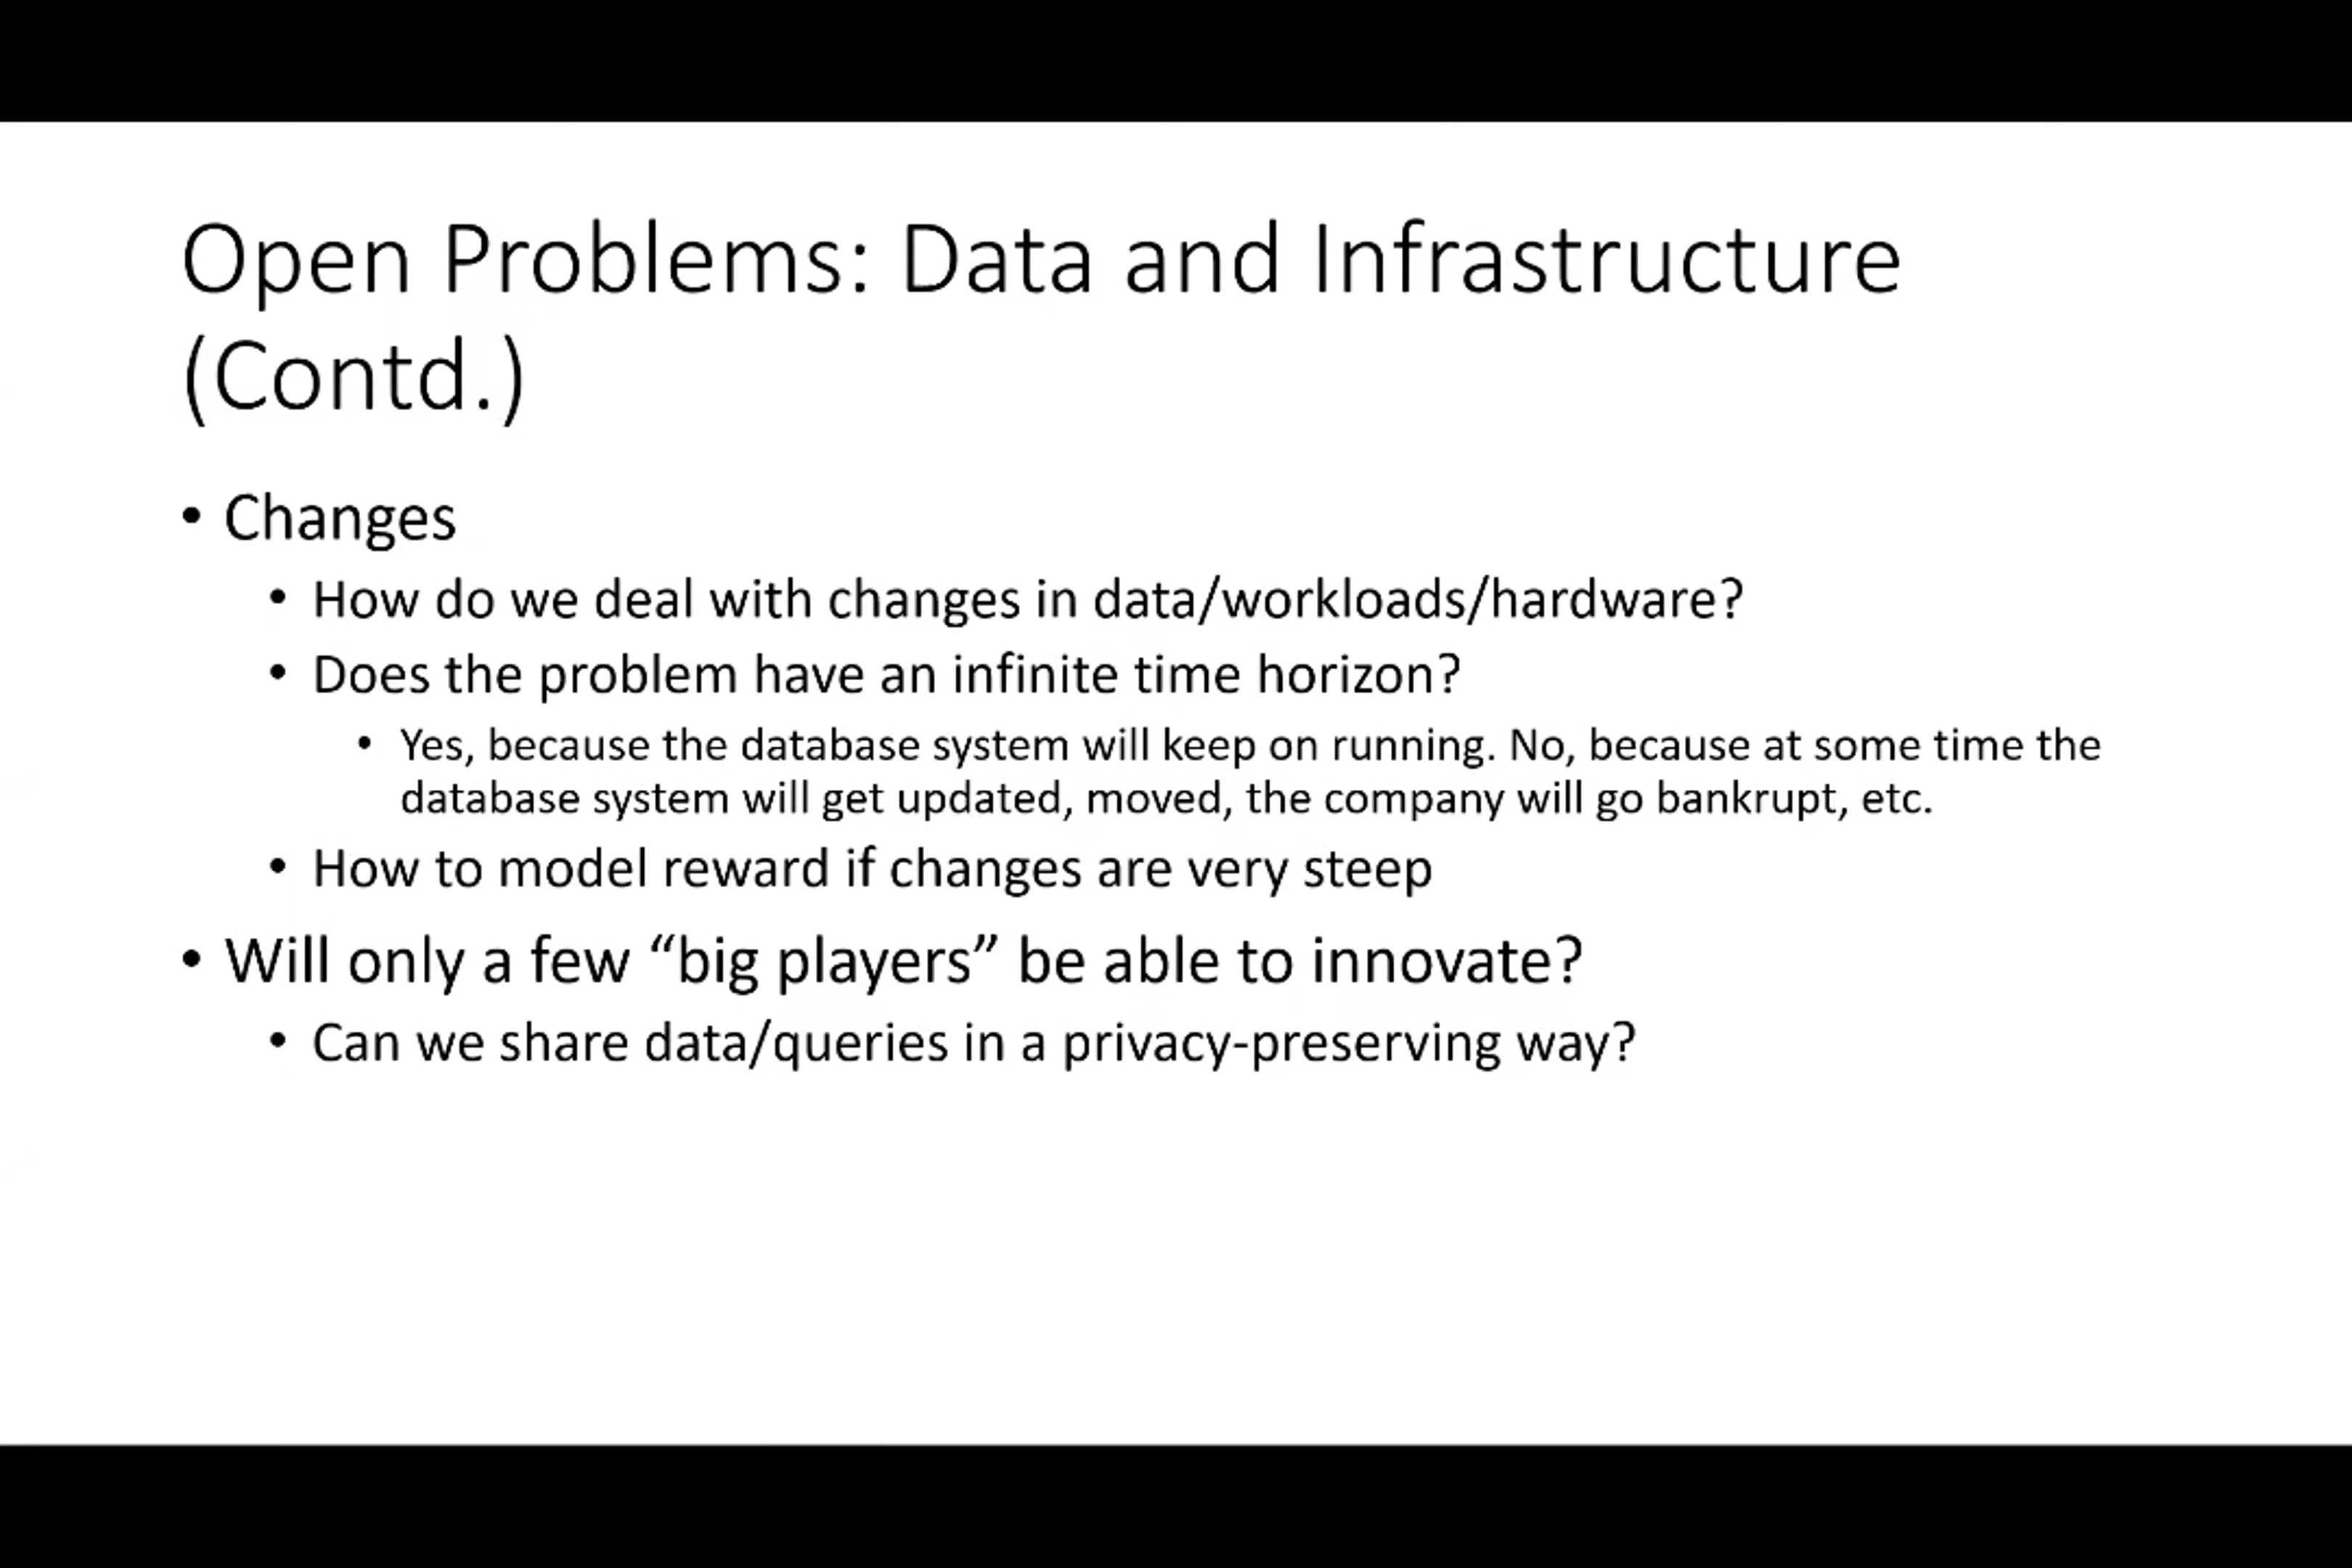 Open Problems: Data and Infrastructure
(Contd.)
• Changes
• How do we deal with changes in data/workloads/hardware?
• Does the problem have an infinite time horizon?
• Yes, because the database system will keep on running. No, because at some time the
database system will get updated, moved, the company will go bankrupt, etc.
• How to model reward if changes are very steep
• Will only a few “big players” be able to innovate?
• Can we share data/queries in a privacy-preserving way?